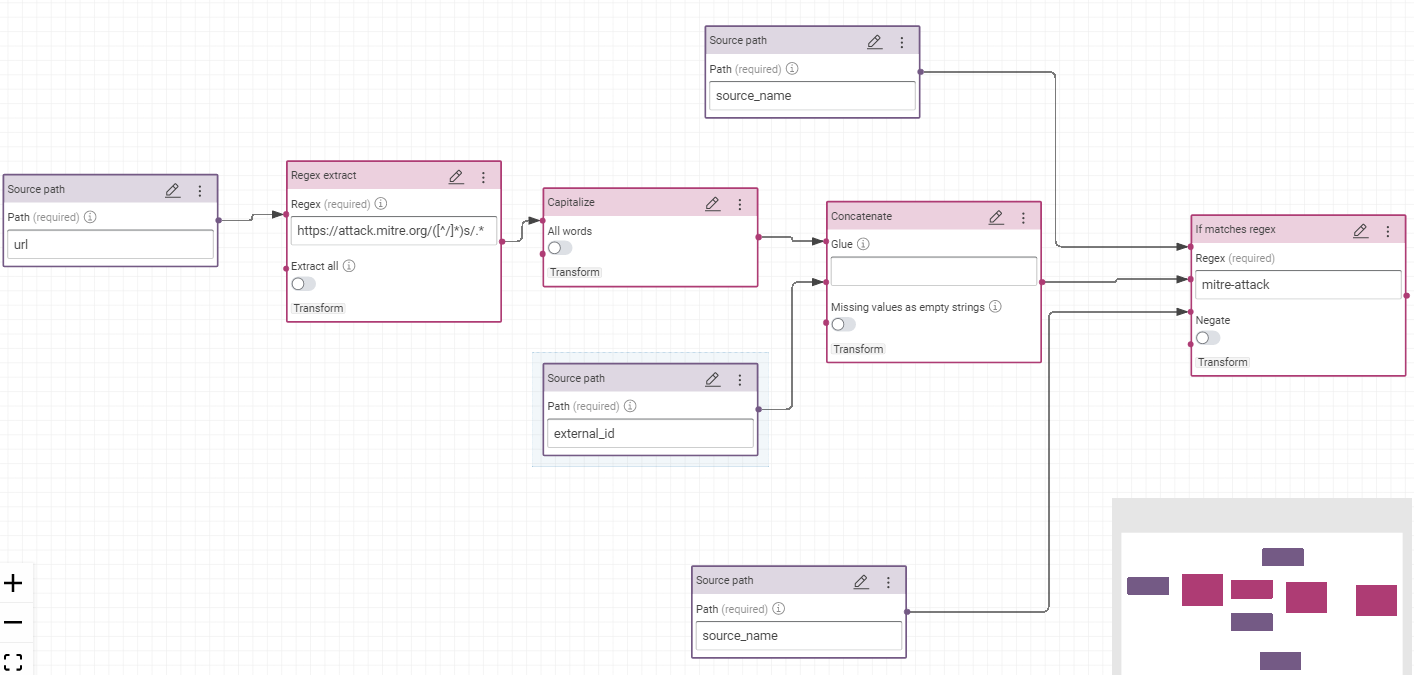 Source path
Path (required)
source_name
Source path
Path (required)
url
Regex extract
Regex (required)
https://attack.mitre.org/([^/]*)s/.*
Extract all
Transform
Capitalize
All words
Transform
Concatenate
Glue
Missing values as empty strings
Transform
If matches regex
Regex (required)
mitre-attack
Negate
Transform
Source path
Path (required)
external_id
Source path
Path (required)
source_name